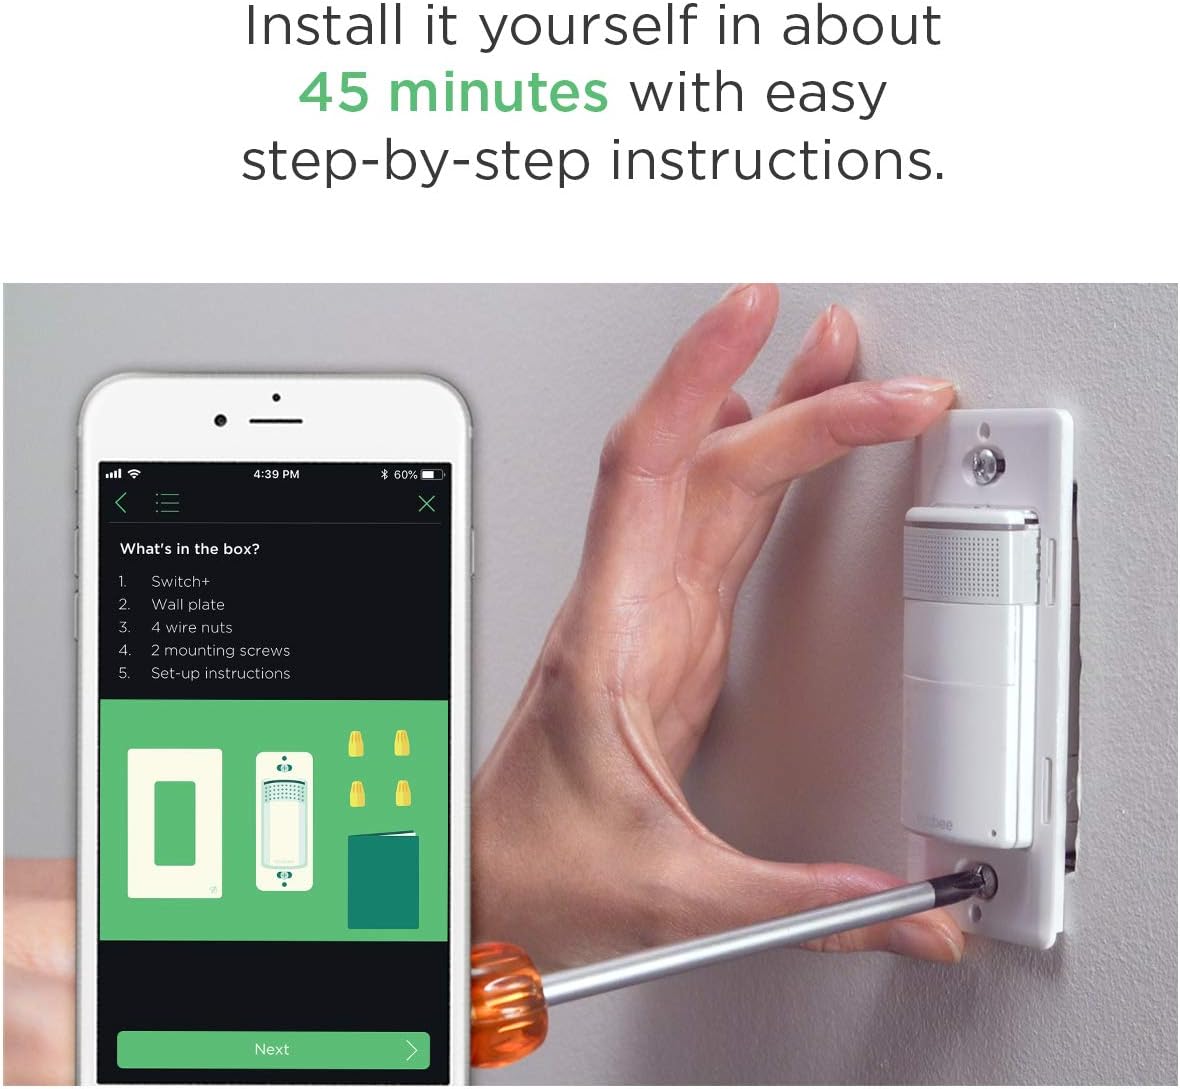 Install it yourself in about
45 minutes with easy
step-by-step instructions.
4:39 PM
60%
What's in the box?
1. Switch+
2. Wall plate
3. 4 wire nuts
4. 2 mounting screws
5. Set-up instructions
Next